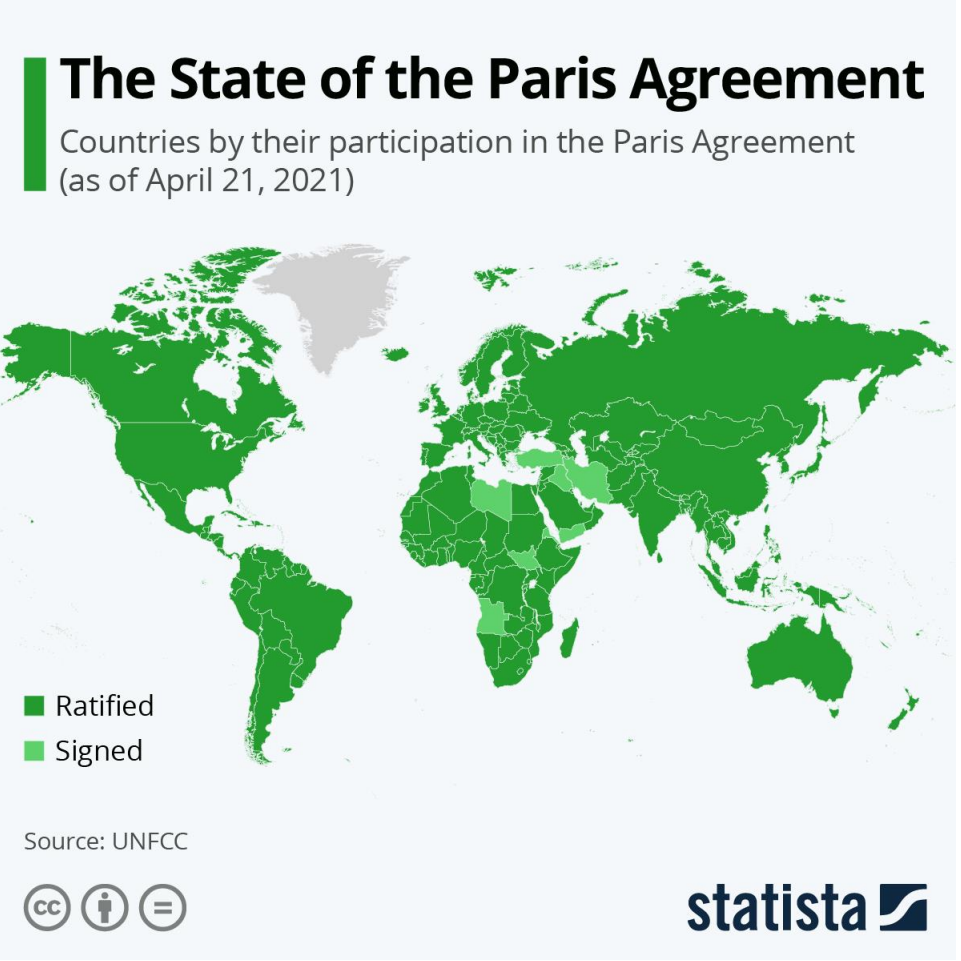 The State of the Paris Agreement
Countries by their participation in the Paris Agreement
(as of April 21, 2021)
Ratified
Signed
Source: UNFCC
cc
statista